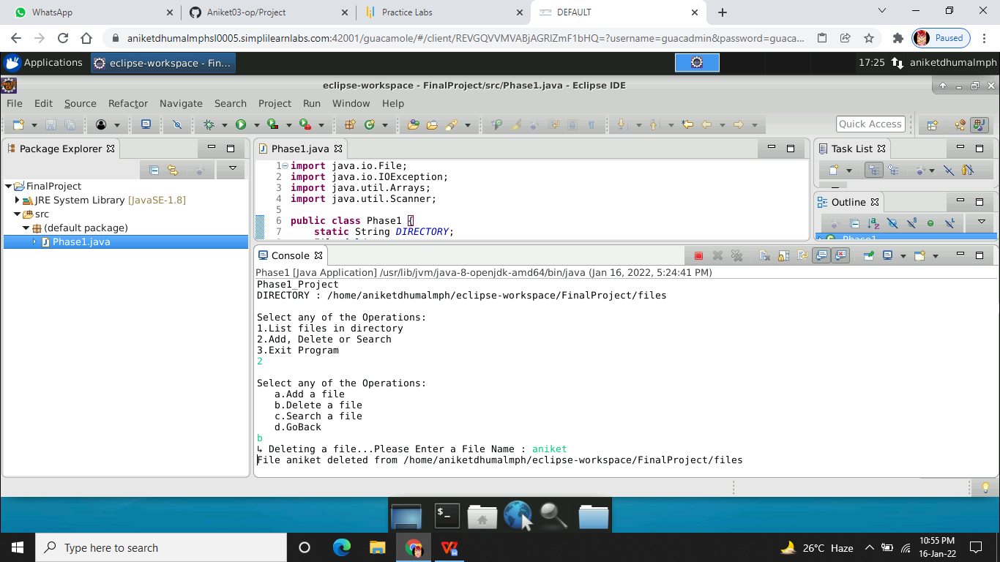 WhatsApp
Aniket03-op/Project
Practice Labs
DEFAULT
aniketdhumalmphsl0005.simplilearnlabs.com:42001/guacamole/#/client/REVGQVVMVABjAGRlZmF1bHQ=?username=guacadmin&password=guaca...
Paused
Applications
eclipse-workspace - Fin...
17:25
aniketdhumalmph
eclipse-workspace - FinalProject/src/Phase1.java - Eclipse IDE
File Edit Source Refactor Navigate Search Project Run Window Help
Quick Access
Package Explorer
Phase1.java
Task List
FinalProject
JRE System Library [JavaSE-1.8]
src
(default package)
Phase1.java
1 import java.io.File;
2 import java.io.IOException;
3 import java.util.Arrays;
4 import java.util.Scanner;
5
6 public class Phase1 {
7 static String DIRECTORY;
Outline
Phase1
Console
Phase1 [Java Application] /usr/lib/jvm/java-8-openjdk-amd64/bin/java (Jan 16, 2022, 5:24:41 PM)
Phase1_Project
DIRECTORY : /home/aniketdhumalmph/eclipse-workspace/FinalProject/files
Select any of the Operations:
1.List files in directory
2.Add, Delete or Search
3.Exit Program
2
Select any of the Operations:
a.Add a file
b.Delete a file
c.Search a file
d.GoBack
b
↳ Deleting a file...Please Enter a File Name : aniket
File aniket deleted from /home/aniketdhumalmph/eclipse-workspace/FinalProject/files
Type here to search
26°C Haze
10:55 PM
16-Jan-22